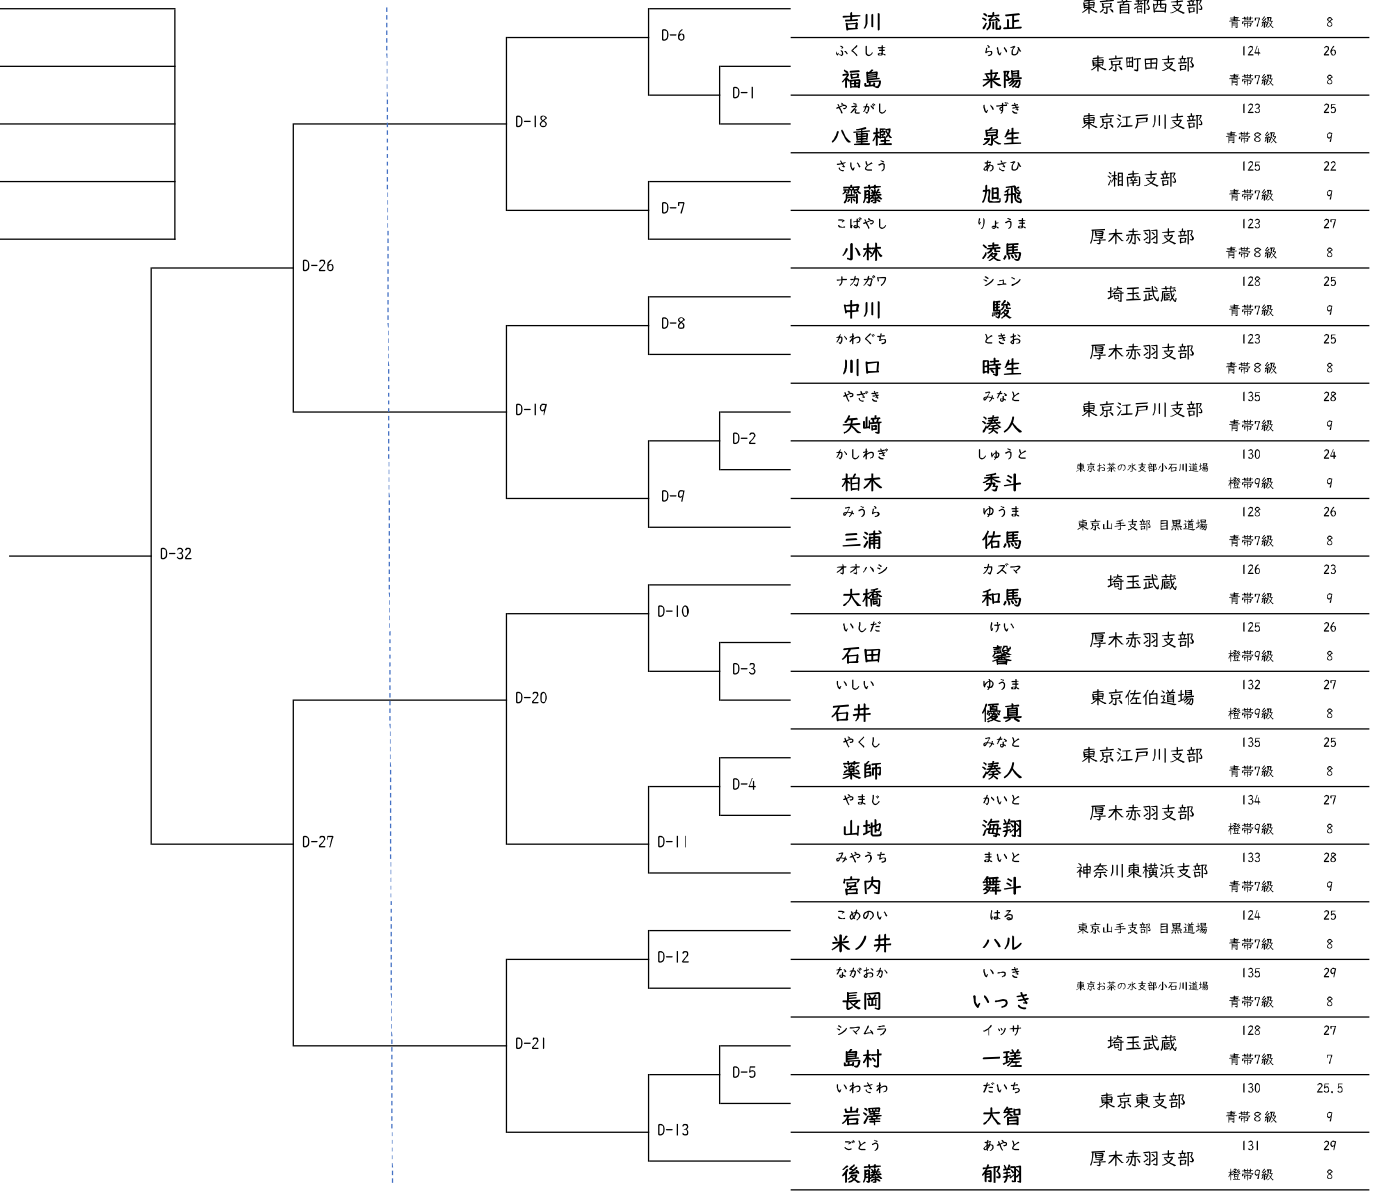 東京首都西支部
D-6 吉川 流正 青帯7級 8
ふくしま らいひ 124 26
東京町田支部
福島 来陽 青帯7級 8
D-1
やえがし いずき 123 25
D-18 東京江戸川支部
八重樫 泉生 青帯８級 9
さいとう あさひ 125 22
湘南支部
齋藤 旭飛 青帯7級 9
D-7
こばやし りょうま 123 27
厚木赤羽支部
小林 凌馬 青帯８級 8
D-26
ナカガワ シュン 128 25
埼玉武蔵
中川 駿 青帯7級 9
D-8
かわぐち ときお 123 25
厚木赤羽支部
川口 時生 青帯８級 8
やざき みなと 135 28
D-19 東京江戸川支部
矢﨑 湊人 青帯7級 9
D-2
かしわぎ しゅうと 130 24
東京お茶の水支部小石川道場
柏木 秀斗 橙帯9級 9
D-9
みうら ゆうま 128 26
東京山手支部 目黒道場
三浦 佑馬 青帯7級 8
D-32
オオハシ カズマ 126 23
埼玉武蔵
大橋 和馬 青帯7級 9
D-10
いしだ けい 125 26
厚木赤羽支部
石田 馨 橙帯9級 8
D-3
いしい ゆうま 132 27
D-20 東京佐伯道場
石井 優真 橙帯9級 8
やくし みなと 135 25
東京江戸川支部
薬師 湊人 青帯7級 8
D-4
やまじ かいと 134 27
厚木赤羽支部
山地 海翔 橙帯9級 8
D-27 D-11
みやうち まいと 133 28
神奈川東横浜支部
宮内 舞斗 青帯7級 9
こめのい はる 124 25
東京山手支部 目黒道場
米ノ井 ハル 青帯7級 8
D-12
ながおか いっき 135 29
東京お茶の水支部小石川道場
長岡 いっき 青帯7級 8
シマムラ イッサ 128 27
D-21 埼玉武蔵
島村 一瑳 青帯7級 7
D-5
いわさわ だいち 130 25.5
東京東支部
岩澤 大智 青帯８級 9
D-13
ごとう あやと 131 29
厚木赤羽支部
後藤 郁翔 橙帯9級 8